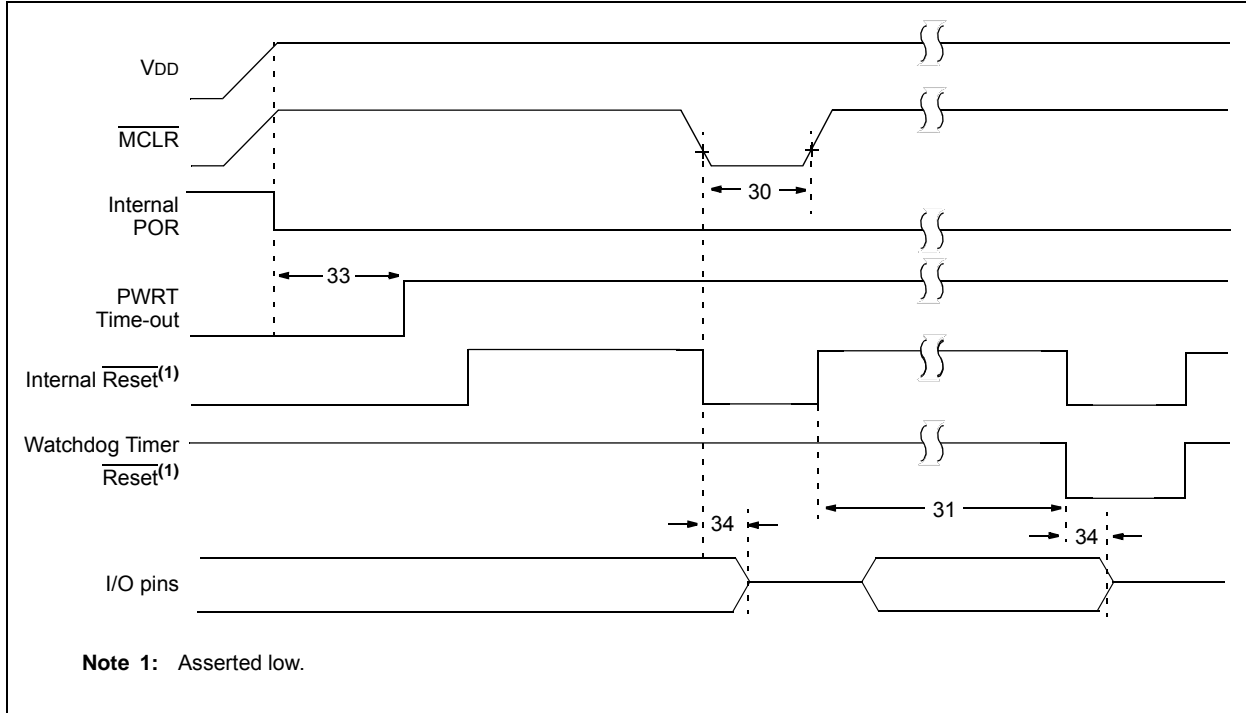 VDD
MCLR
30
Internal
POR
33
PWRT
Time-out
Internal Reset(1)
Watchdog Timer
Reset(1)
31
34
34
I/O pins
Note 1: Asserted low.